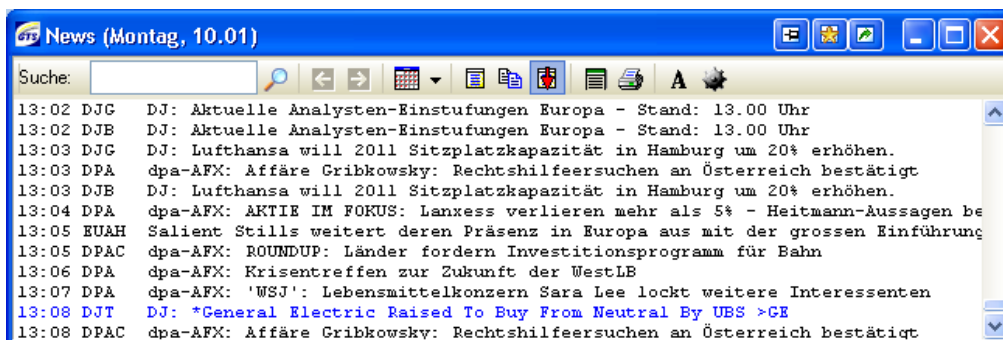 GTS News (Montag, 10.01)
Suche:
A
13:02 DJG DJ: Aktuelle Analysten-Einstufungen Europa - Stand: 13.00 Uhr
13:02 DJB DJ: Aktuelle Analysten-Einstufungen Europa - Stand: 13.00 Uhr
13:03 DJG DJ: Lufthansa will 2011 Sitzplatzkapazität in Hamburg um 20% erhöhen.
13:03 DPA dpa-AFX: Affäre Gribkowsky: Rechtshilfeersuchen an Österreich bestätigt
13:03 DJB DJ: Lufthansa will 2011 Sitzplatzkapazität in Hamburg um 20% erhöhen.
13:04 DPA dpa-AFX: AKTIE IM FOKUS: Lanxess verlieren mehr als 5% - Heitmann-Aussagen be
13:05 EUAH Salient Stills weitert deren Präsenz in Europa aus mit der grossen Einführung
13:05 DPAC dpa-AFX: ROUNDUP: Länder fordern Investitionsprogramm für Bahn
13:06 DPA dpa-AFX: Krisentreffen zur Zukunft der WestLB
13:07 DPA dpa-AFX: 'WSJ': Lebensmittelkonzern Sara Lee lockt weitere Interessenten
13:08 DJT DJ: *General Electric Raised To Buy From Neutral By UBS >GE
13:08 DPAC dpa-AFX: Affäre Gribkowsky: Rechtshilfeersuchen an Österreich bestätigt